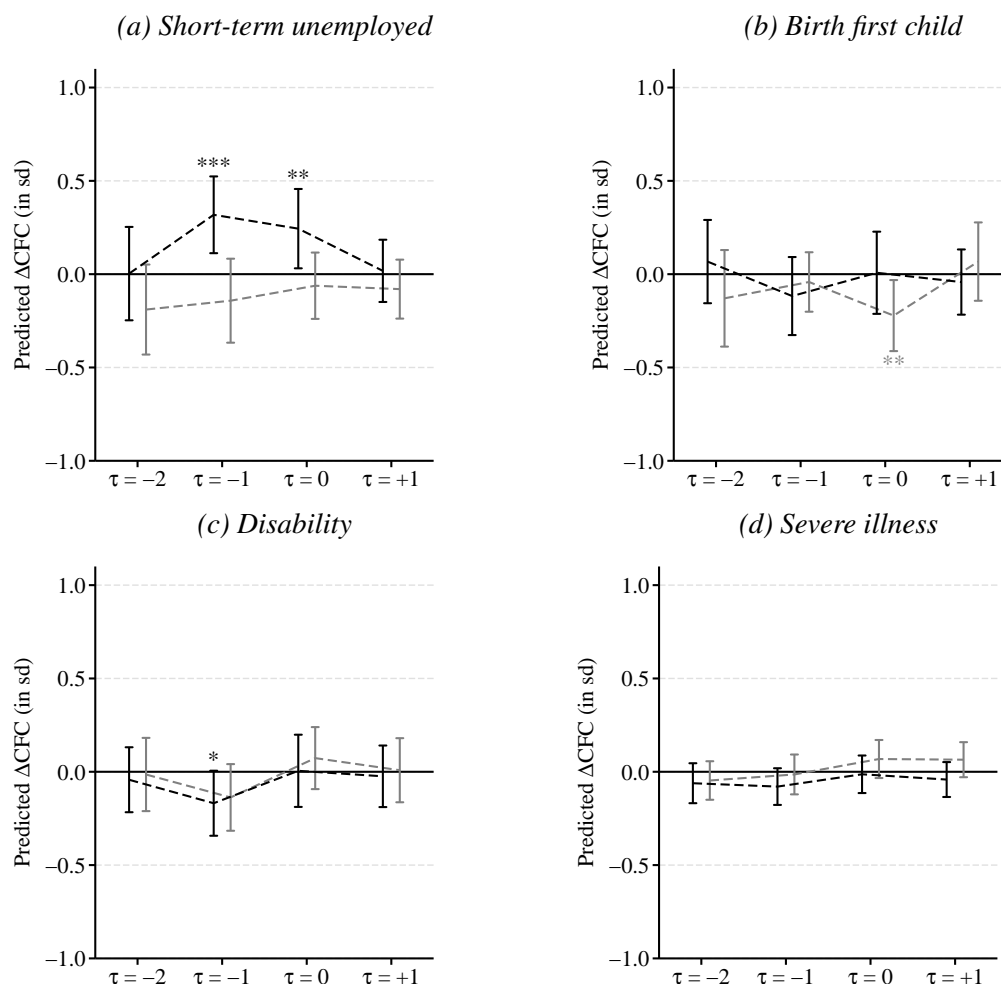 (a) Short-term unemployed
Predicted ΔCFC (in sd)
1.0
0.5
0.0
−0.5
−1.0
***
**
τ = −2
τ = −1
τ = 0
τ = +1
(b) Birth first child
Predicted ΔCFC (in sd)
1.0
0.5
0.0
−0.5
−1.0
**
τ = −2
τ = −1
τ = 0
τ = +1
(c) Disability
Predicted ΔCFC (in sd)
1.0
0.5
0.0
−0.5
−1.0
*
τ = −2
τ = −1
τ = 0
τ = +1
(d) Severe illness
Predicted ΔCFC (in sd)
1.0
0.5
0.0
−0.5
−1.0
τ = −2
τ = −1
τ = 0
τ = +1